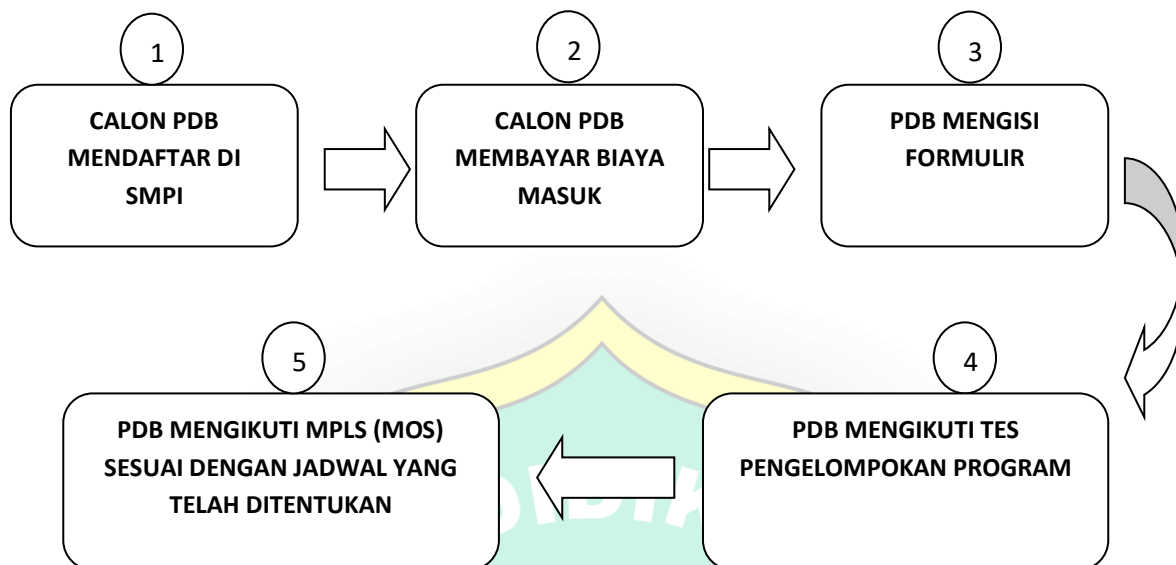 1
CALON PDB
MENDAFTAR DI
SMPI
2
CALON PDB
MEMBAYAR BIAYA
MASUK
3
PDB MENGISI
FORMULIR
4
PDB MENGIKUTI TES
PENGELOMPOKAN PROGRAM
5
PDB MENGIKUTI MPLS (MOS)
SESUAI DENGAN JADWAL YANG
TELAH DITENTUKAN